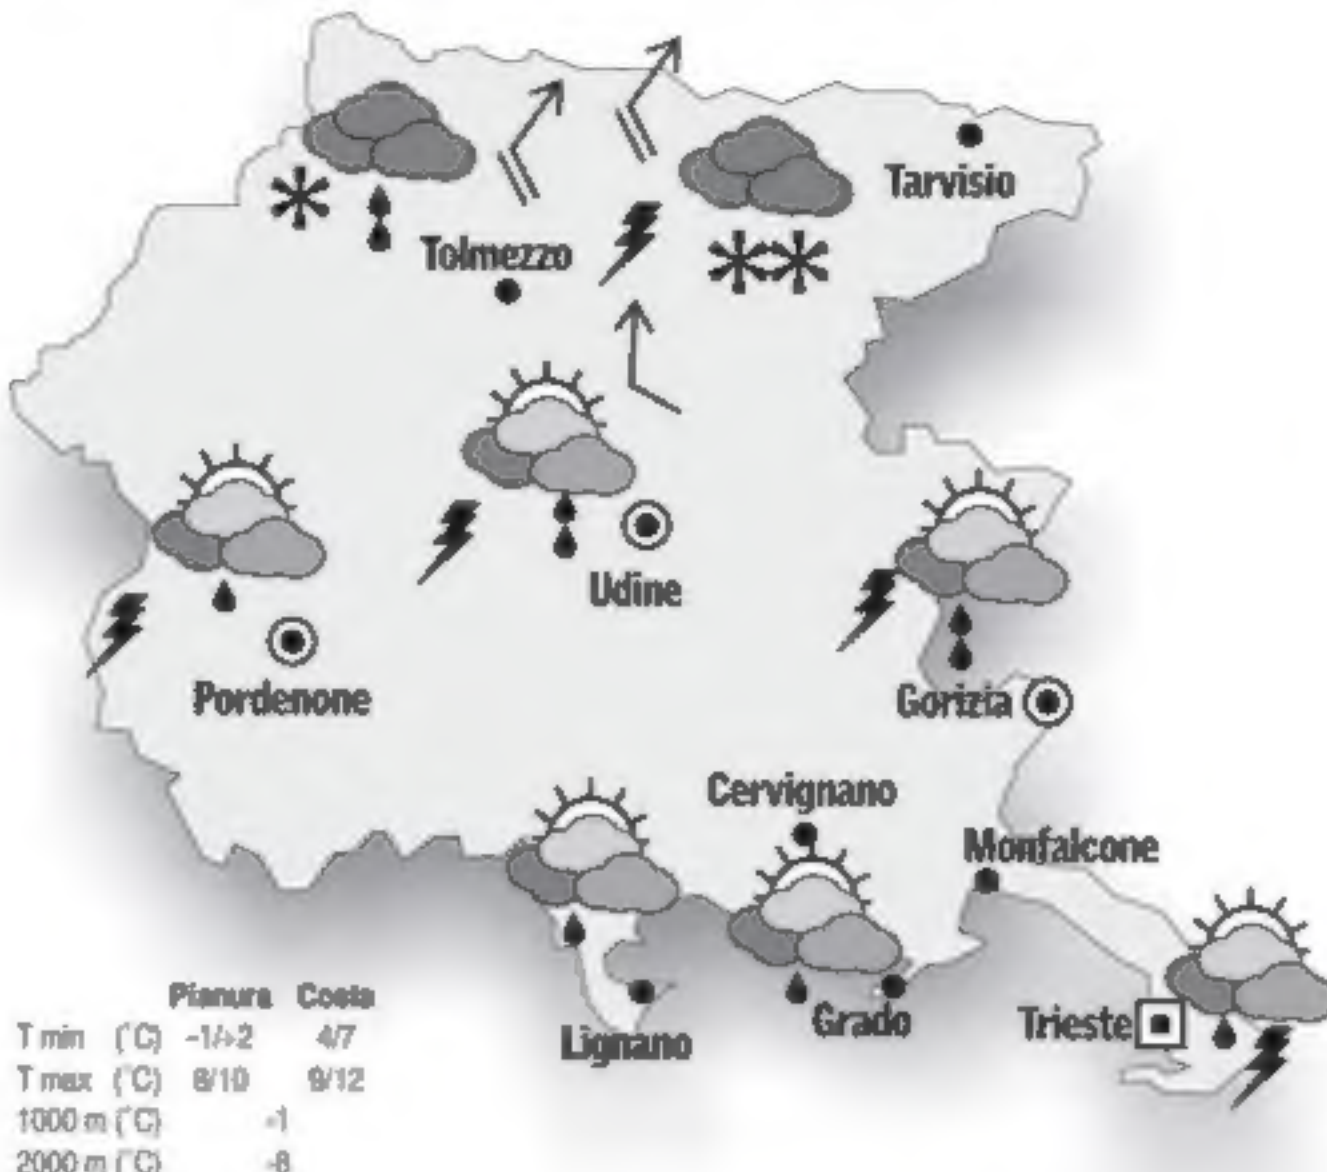 Tarvisio
Tolmezzo
Udine
Pordenone
Gorizia
Cervignano
Monfalcone
Grado
Trieste
Lignano
Pianura Costa
T min (°C) -1/+2 4/7
T max (°C) 8/10 9/12
1000 m (°C) -1
2000 m (°C)